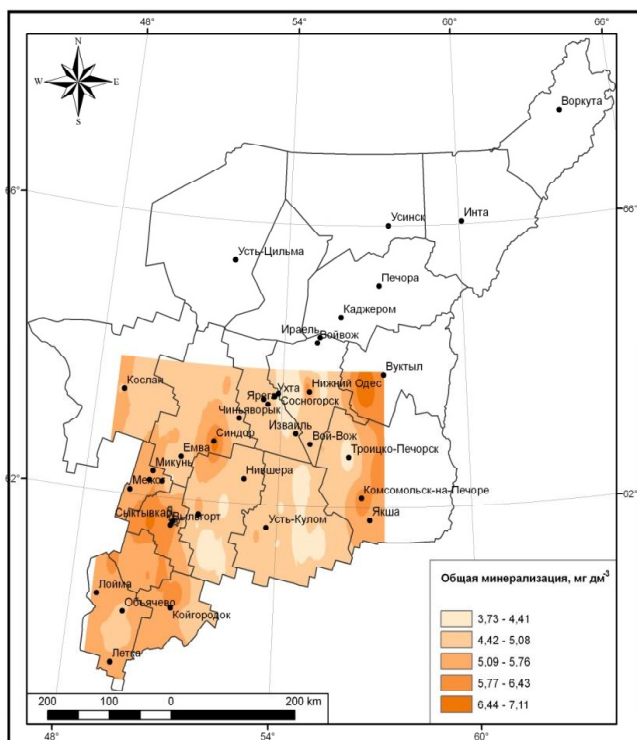 48° 54° 60° 66°
N
W E
S
Воркута
66° 66°
Усинск
Инта
Усть-Цильма
Печора
Каджером
Ираель
Войвож
Вуктыл
Кослан
Нижний Одес
Ухта
Ярега
Сосногорск
Чиньяворык
Изваиль
Синдор
Вой-Вож
Емва
Троицко-Печорск
Микунь
Нившера
62° 62°
Комсомольск-на-Печоре
Сыктывкар
Выльгорт
Усть-Кулом
Якша
Лойма
Объячево
Койгородок
Летка
Общая минерализация, мг дм⁻³
3,73 - 4,41
4,42 - 5,08
5,09 - 5,76
5,77 - 6,43
6,44 - 7,11
200 100 0 200 km
48° 54° 60°